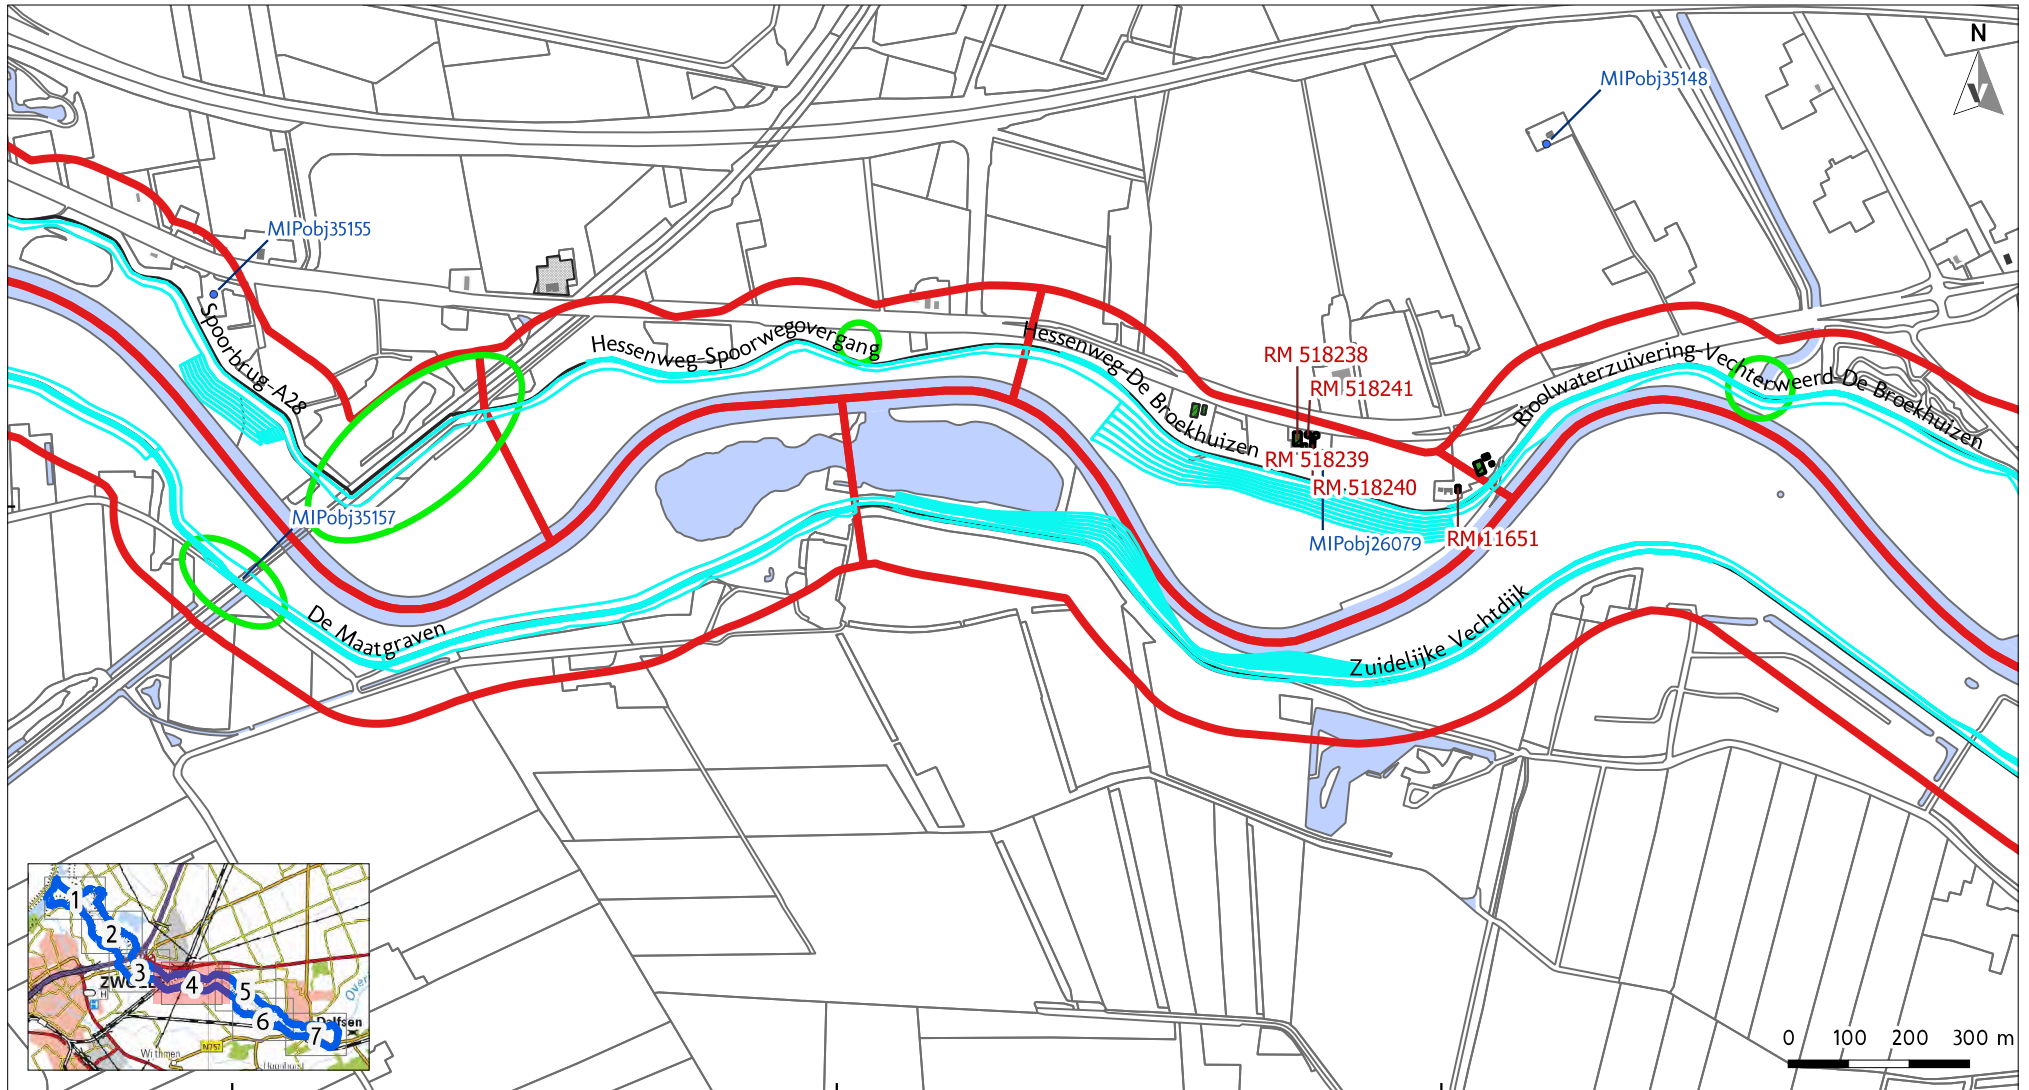 N
MIPobj35148
MIPobj35155
Spoorbrug-A28
Hessenweg-Spoorwegovergang
Hessenweg-De Broekhuizen
RM 518238
RM 518241
RM 518239
RM 518240
MIPobj26079
RM 11651
Rioolwaterzuivering-Vechterweerd-De Broekhuizen
MIPobj35157
De Maatgraven
Zuidelijke Vechtdijk
1
2
3
4
5
6
7
Dalfsen
Withmen
N757
H
0 100 200 300 m